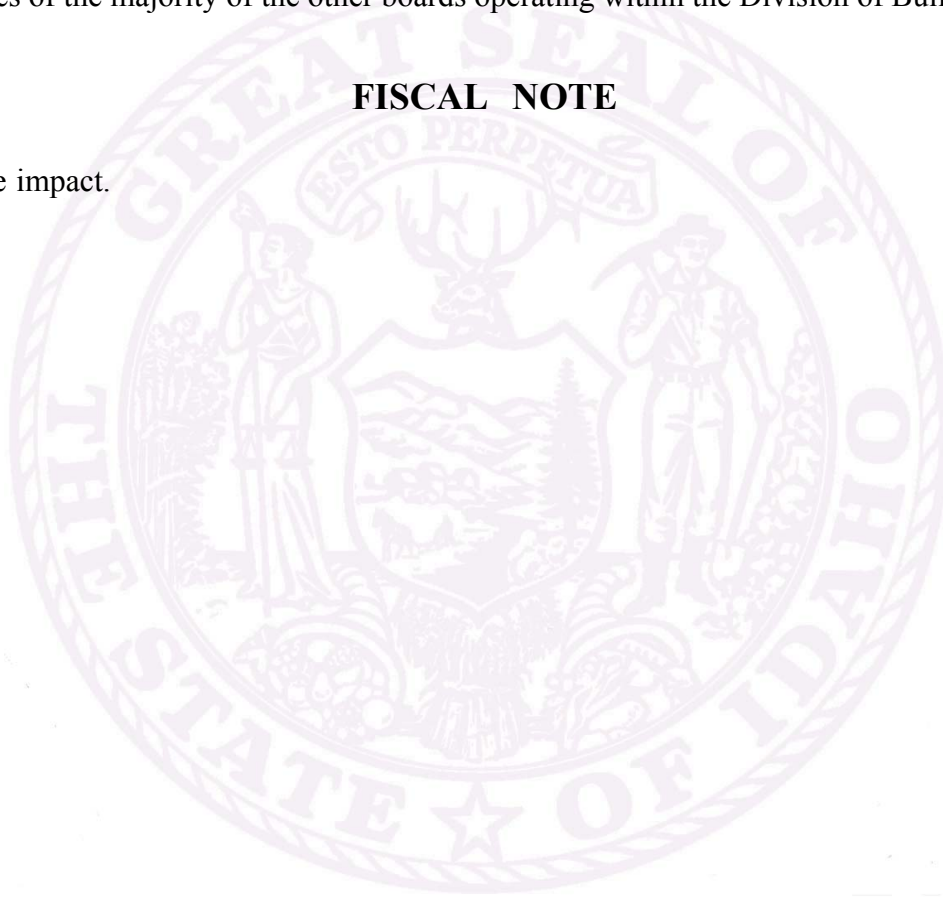 es of the majority of the other boards operating within the Division of Buil
FISCAL NOTE
e impact.
GREAT SEAL OF
ESTO PERPETUA
THE STATE OF IDAHO